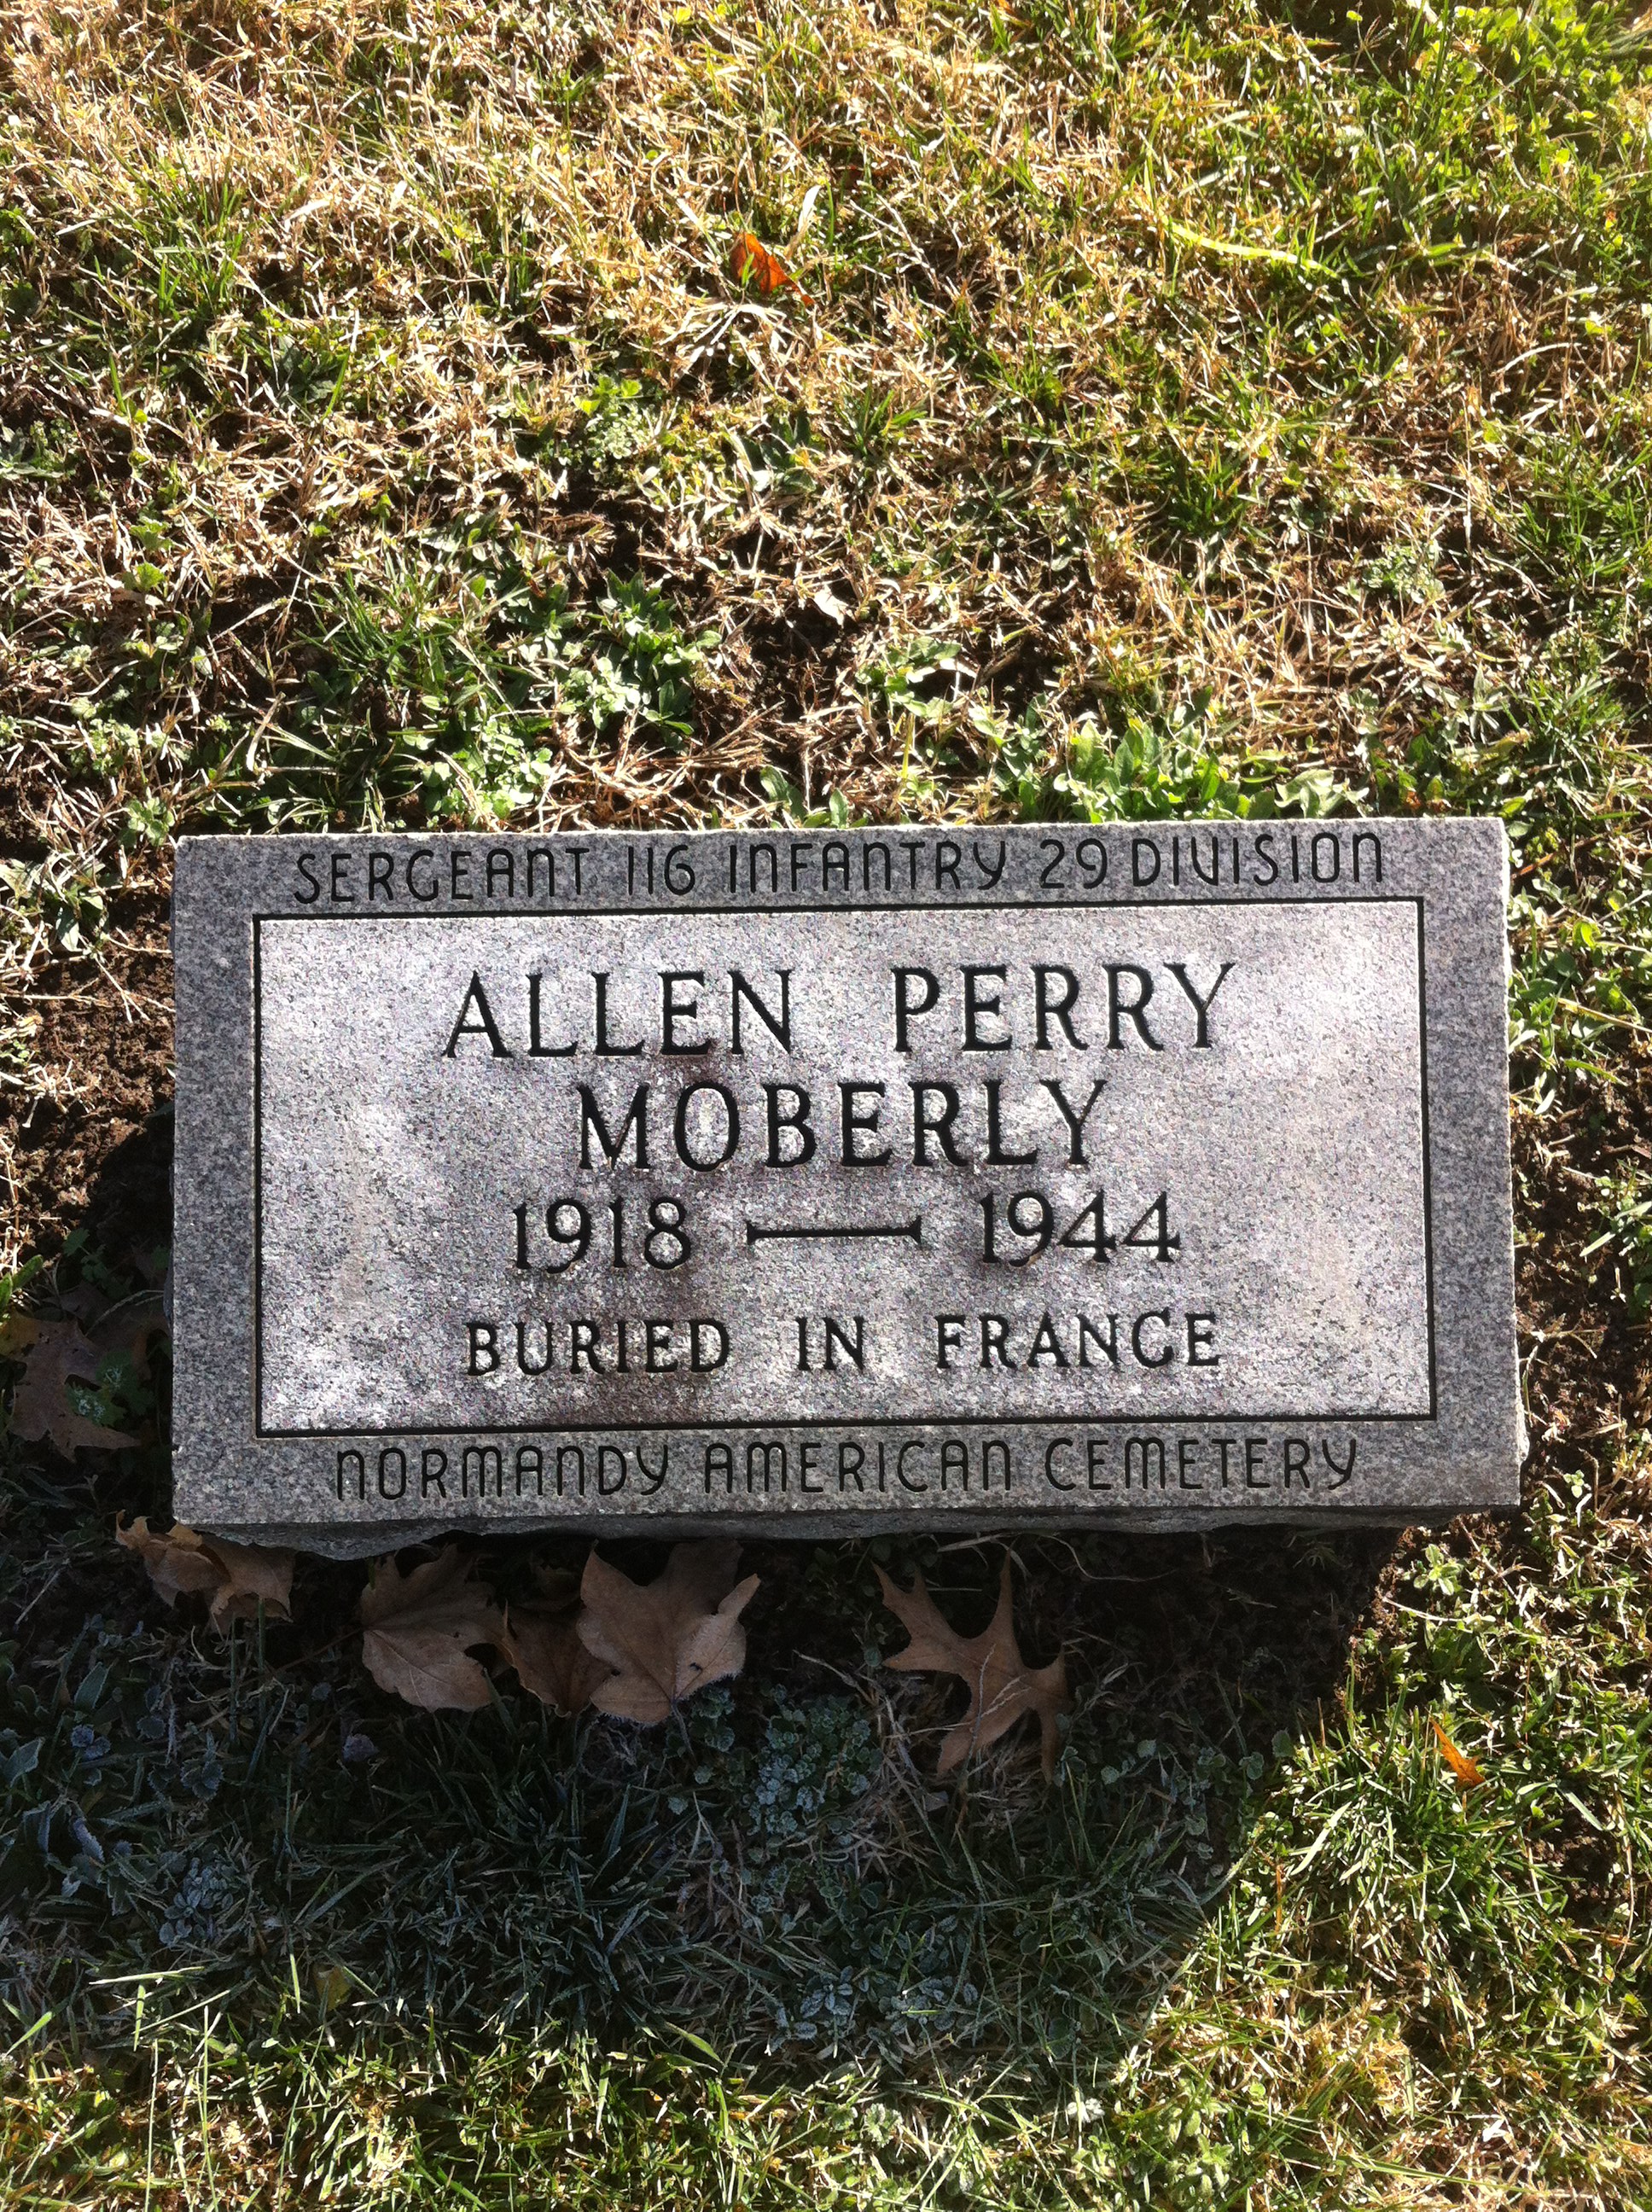 SERGEANT 116 INFANTRY 29 DIVISION
ALLEN PERRY
MOBERLY
1918 — 1944
BURIED IN FRANCE
NORMANDY AMERICAN CEMETERY